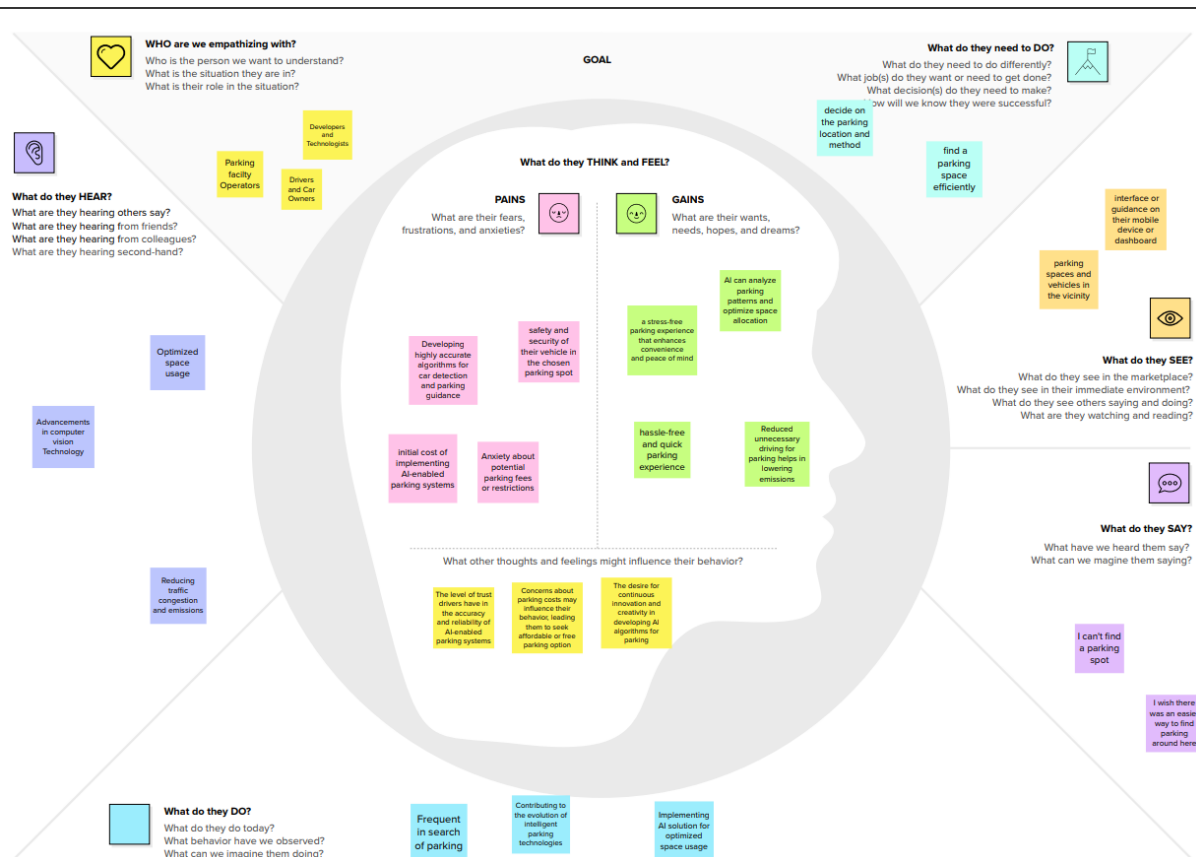 WHO are we empathizing with?
Who is the person we want to understand?
What is the situation they are in?
What is their role in the situation?
Developers
and
Technologists
Parking
facilty
Operators
Drivers
and Car
Owners
GOAL
What do they need to DO?
What do they need to do differently?
What job(s) do they want or need to get done?
What decision(s) do they need to make?
How will we know they were successful?
decide on
the parking
location and
method
find a
parking
space
efficiently
What do they HEAR?
What are they hearing others say?
What are they hearing from friends?
What are they hearing from colleagues?
What are they hearing second-hand?
Optimized
space
usage
Advancements
in computer
vision
Technology
Reducing
traffic
congestion
and emissions
What do they THINK and FEEL?
PAINS
What are their fears,
frustrations, and anxieties?
Developing
highly accurate
algorithms for
car detection
and parking
guidance
safety and
security of
their vehicle in
the chosen
parking spot
initial cost of
implementing
AI-enabled
parking systems
Anxiety about
potential
parking fees
or restrictions
GAINS
What are their wants,
needs, hopes, and dreams?
AI can analyze
parking
patterns and
optimize space
allocation
a stress-free
parking experience
that enhances
convenience
and peace of mind
hassle-free
and quick
parking
experience
Reduced
unnecessary
driving for
parking helps in
lowering
emissions
What other thoughts and feelings might influence their behavior?
The level of trust
drivers have in
the accuracy
and reliability of
AI-enabled
parking systems
Concerns about
parking costs may
influence their
behavior, leading
them to seek
affordable or free
parking option
The desire for
continuous
innovation and
creativity in
developing AI
algorithms for
parking
interface or
guidance on
their mobile
device or
dashboard
parking
spaces and
vehicles in
the vicinity
What do they SEE?
What do they see in the marketplace?
What do they see in their immediate environment?
What do they see others saying and doing?
What are they watching and reading?
What do they SAY?
What have we heard them say?
What can we magine them saying?
I can't find
a parking
spot
I wish there
was an easier
way to find
parking
around here
What do they DO?
What do they do today?
What behavior have we observed?
What can we imagine them doing?
Frequent
in search
of parking
Contributing to
the evolution of
intelligent
parking
technologies
Implementing
AI solution for
optimized
space usage